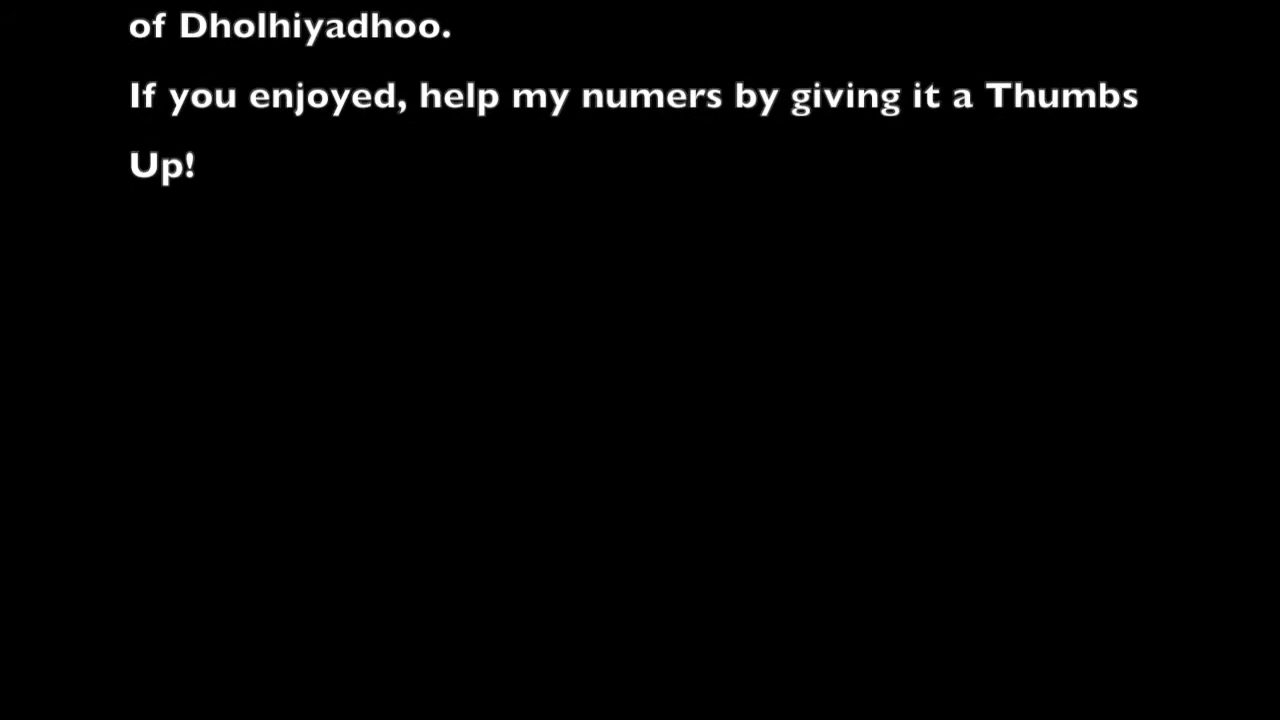 of Dholhiyadhoo.
If you enjoyed, help my numers by giving it a Thumbs
Up!